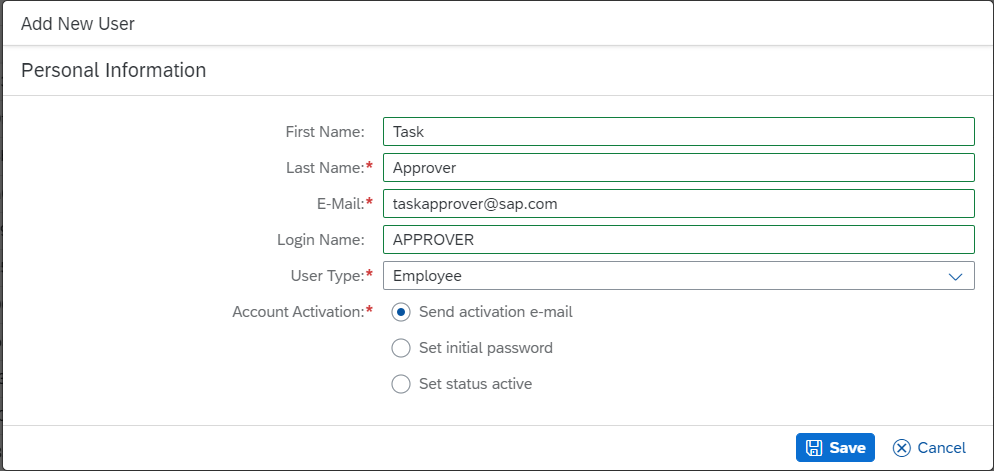 Add New User
Personal Information
First Name: Task
Last Name:* Approver
E-Mail:* taskapprover@sap.com
Login Name: APPROVER
User Type:* Employee
Account Activation:* Send activation e-mail
Set initial password
Set status active
Save Cancel